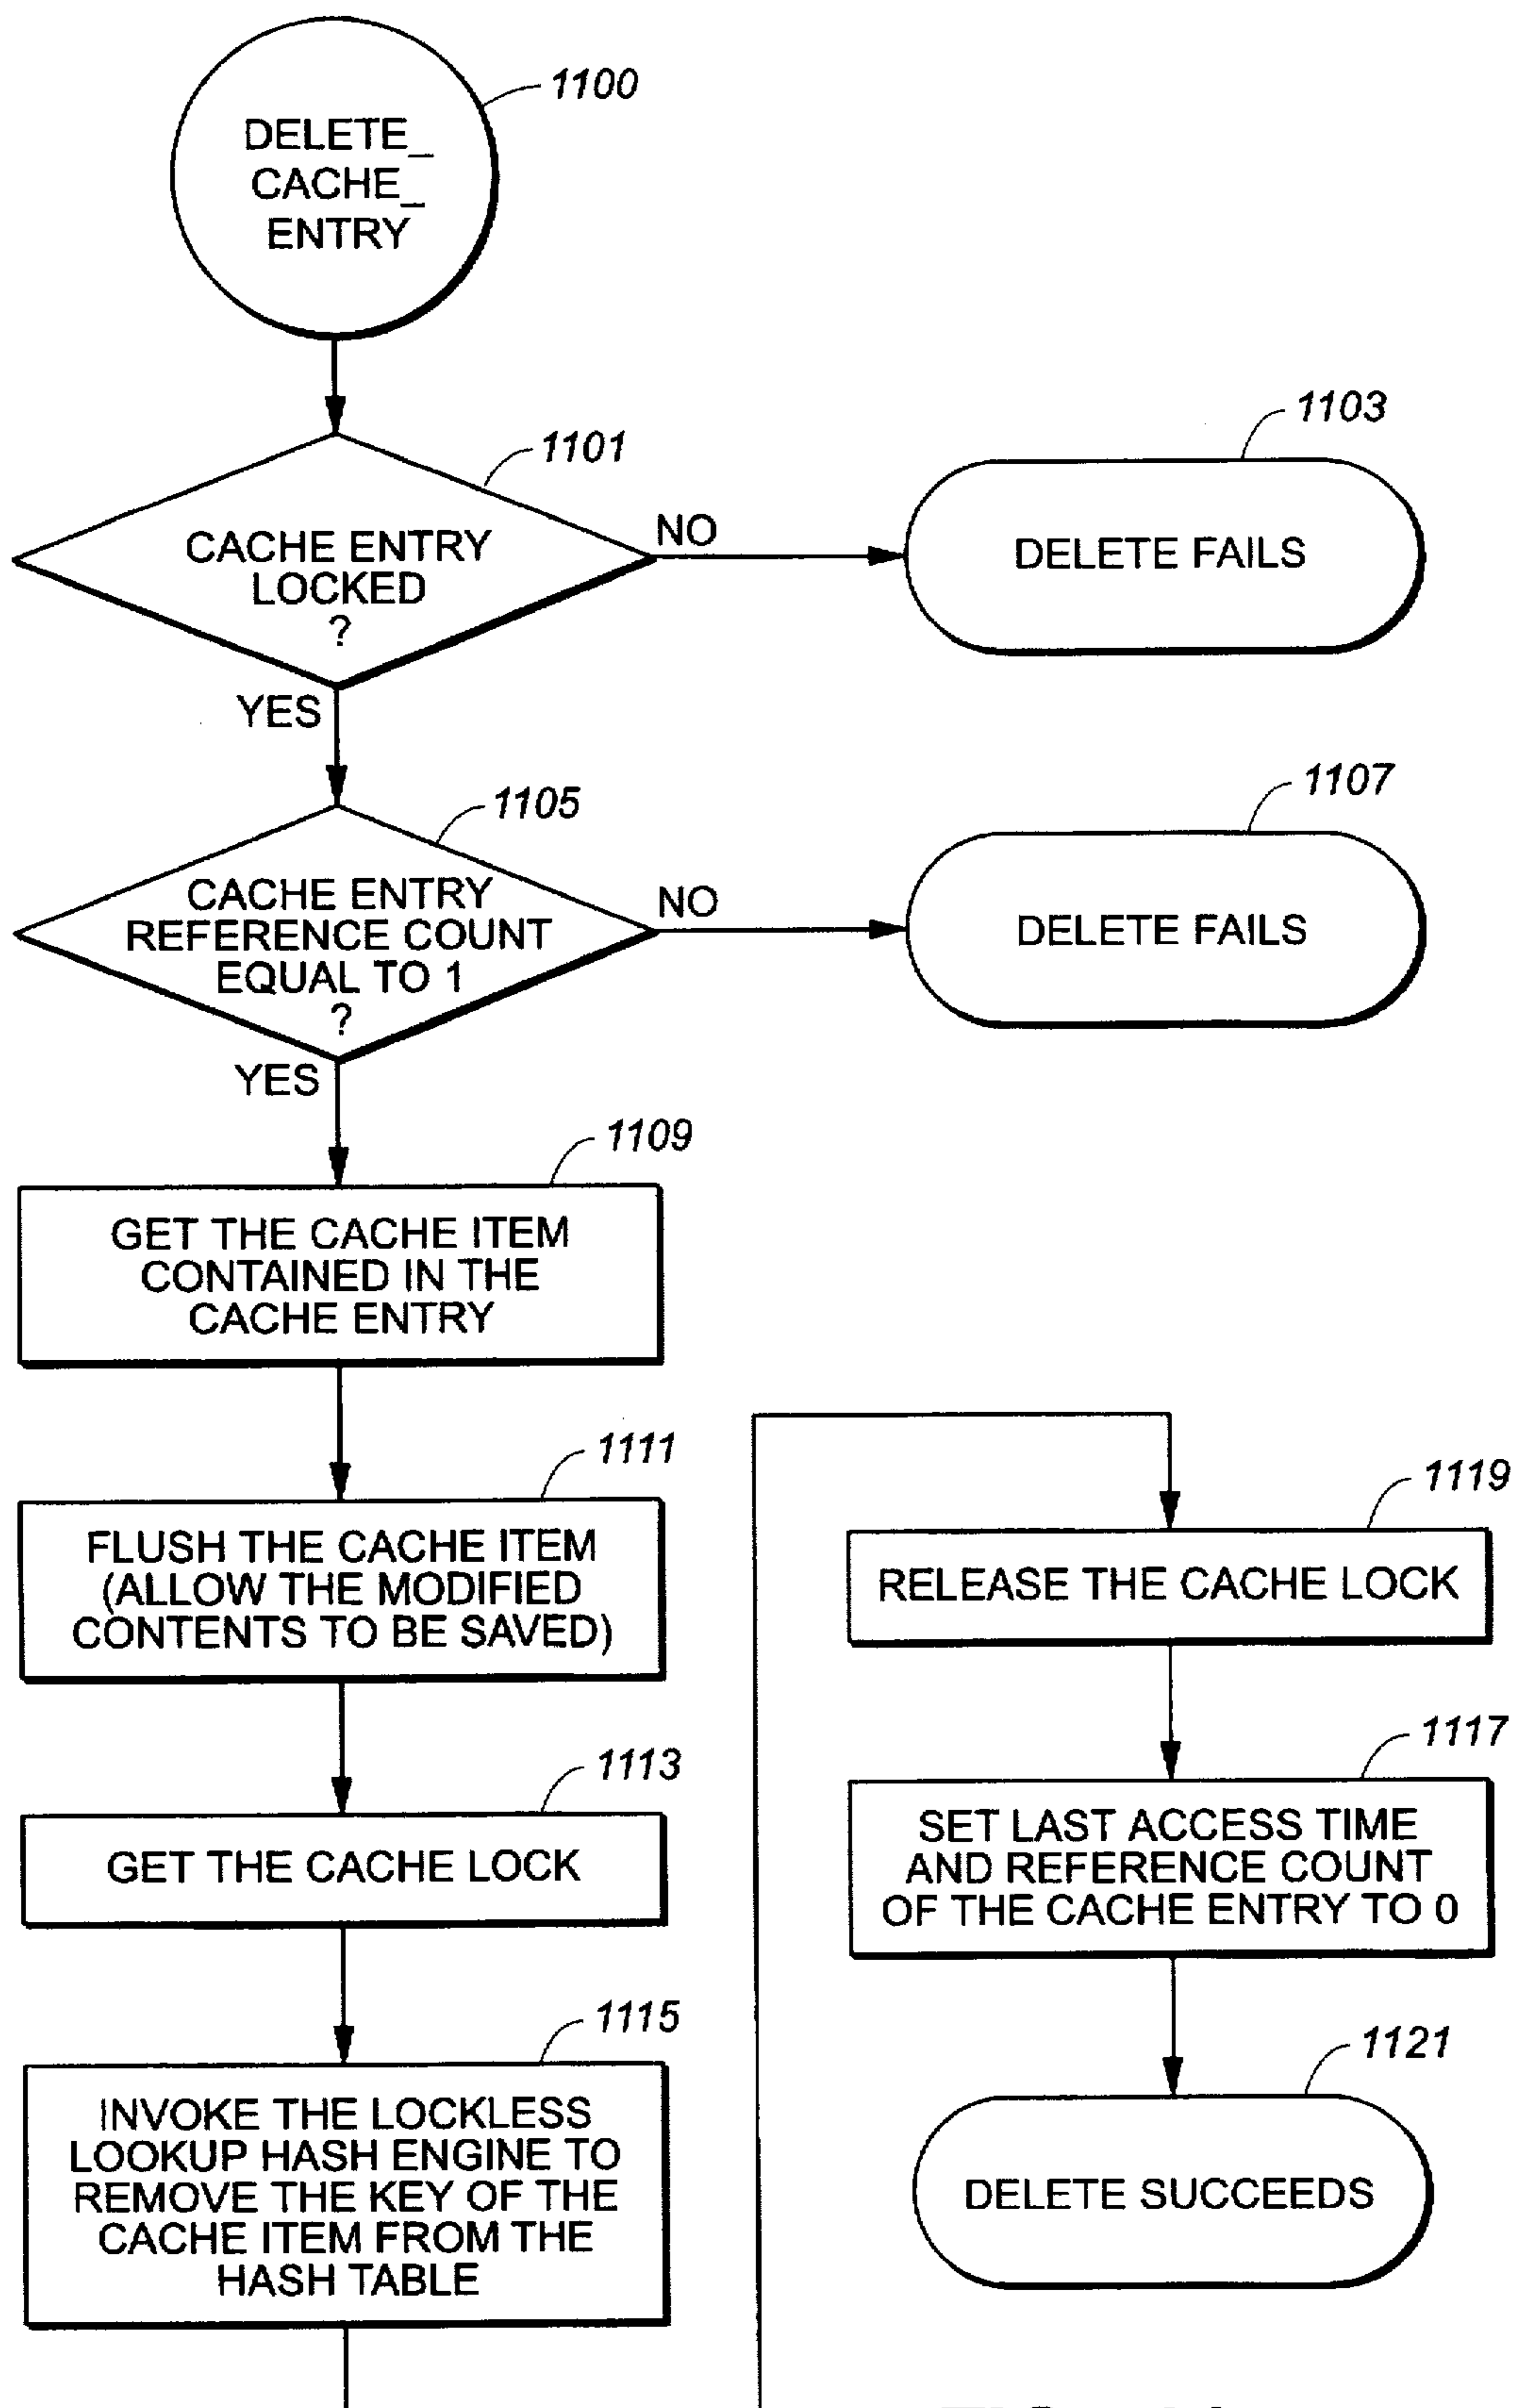 1100
DELETE_
CACHE_
ENTRY
1101
CACHE ENTRY
LOCKED
?
NO
1103
DELETE FAILS
YES
1105
CACHE ENTRY
REFERENCE COUNT
EQUAL TO 1
?
NO
1107
DELETE FAILS
YES
1109
GET THE CACHE ITEM
CONTAINED IN THE
CACHE ENTRY
1111
FLUSH THE CACHE ITEM
(ALLOW THE MODIFIED
CONTENTS TO BE SAVED)
1113
GET THE CACHE LOCK
1115
INVOKE THE LOCKLESS
LOOKUP HASH ENGINE TO
REMOVE THE KEY OF THE
CACHE ITEM FROM THE
HASH TABLE
1119
RELEASE THE CACHE LOCK
1117
SET LAST ACCESS TIME
AND REFERENCE COUNT
OF THE CACHE ENTRY TO 0
1121
DELETE SUCCEEDS